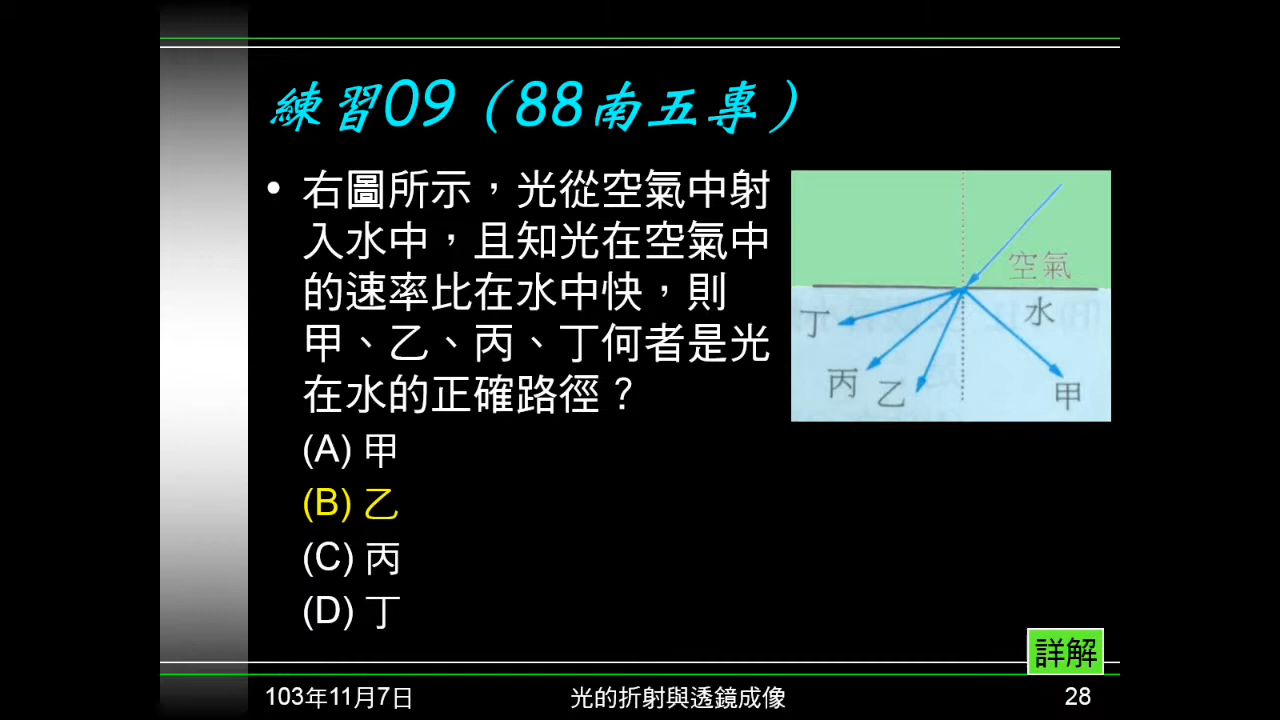 練習09（88南五專）
• 右圖所示，光從空氣中射
入水中，且知光在空氣中
的速率比在水中快，則
甲、乙、丙、丁何者是光
在水的正確路徑？
(A) 甲
(B) 乙
(C) 丙
(D) 丁
空氣
水
丁
丙
乙
甲
詳解
103年11月7日
光的折射與透鏡成像
28